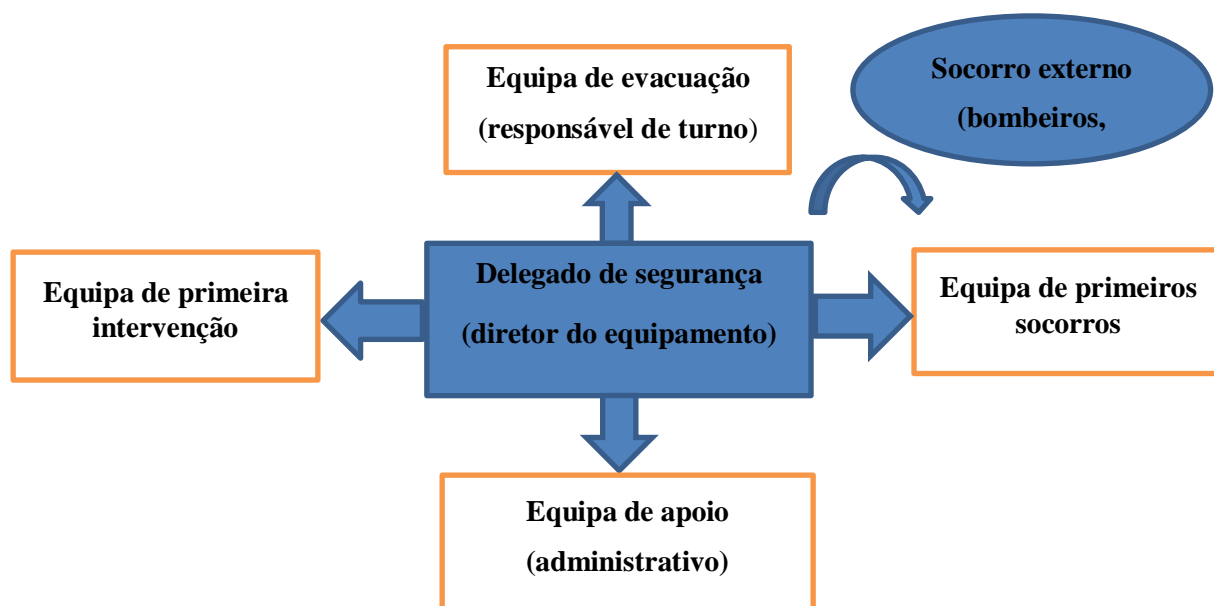 Equipa de evacuação
(responsável de turno)
Socorro externo
(bombeiros,
Equipa de primeira
intervenção
Delegado de segurança
(diretor do equipamento)
Equipa de primeiros
socorros
Equipa de apoio
(administrativo)